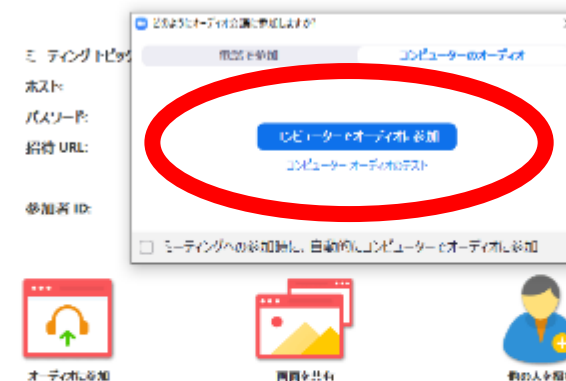 どのようにオーディオ会議に参加しますか?
ミーティング トピック
電話で参加
コンピューターのオーディオ
ホスト:
パスワード:
招待 URL:
コンピューターでオーディオに参加
コンピューター オーディオのテスト
参加者 ID:
ミーティングへの参加時に、自動的にコンピューターでオーディオに参加
オーディオに参加
画面を共有
他の人を招